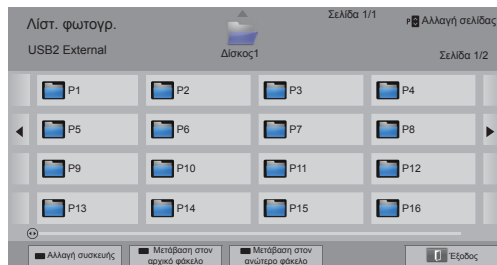 Λίστ. φωτογρ.
Σελίδα 1/1
P Αλλαγή σελίδας
USB2 External
Δίσκος1
Σελίδα 1/2
P1 P2 P3 P4
P5 P6 P7 P8
P9 P10 P11 P12
P13 P14 P15 P16
Αλλαγή συσκευής
Μετάβαση στον
αρχικό φάκελο
Μετάβαση στον
ανώτερο φάκελο
Έξοδος